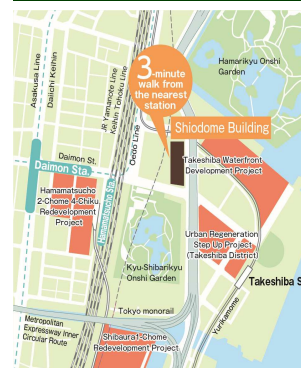 Hamarikyu Onshi
Garden
3-minute
walk from
the nearest
station
Asakusa Line
Daiichi Keihin
JR Yamanote Line
Keihin Tohoku Line
Oedo Line
Shiodome Building
Daimon St.
Daimon Sta.
Hamamatsucho Sta.
Takeshiba Waterfront
Development Project
Hamamatsucho
2-Chome 4-Chiku
Redevelopment
Project
Urban Regeneration
Step Up Project
(Takeshiba District)
Kyu-Shibarikyu
Onshi Garden
Takeshiba S
Yurikamome
Tokyo monorail
Metropolitan
Expressway Inner
Circular Route
Shibaura1-Chome
Redevelopment Project